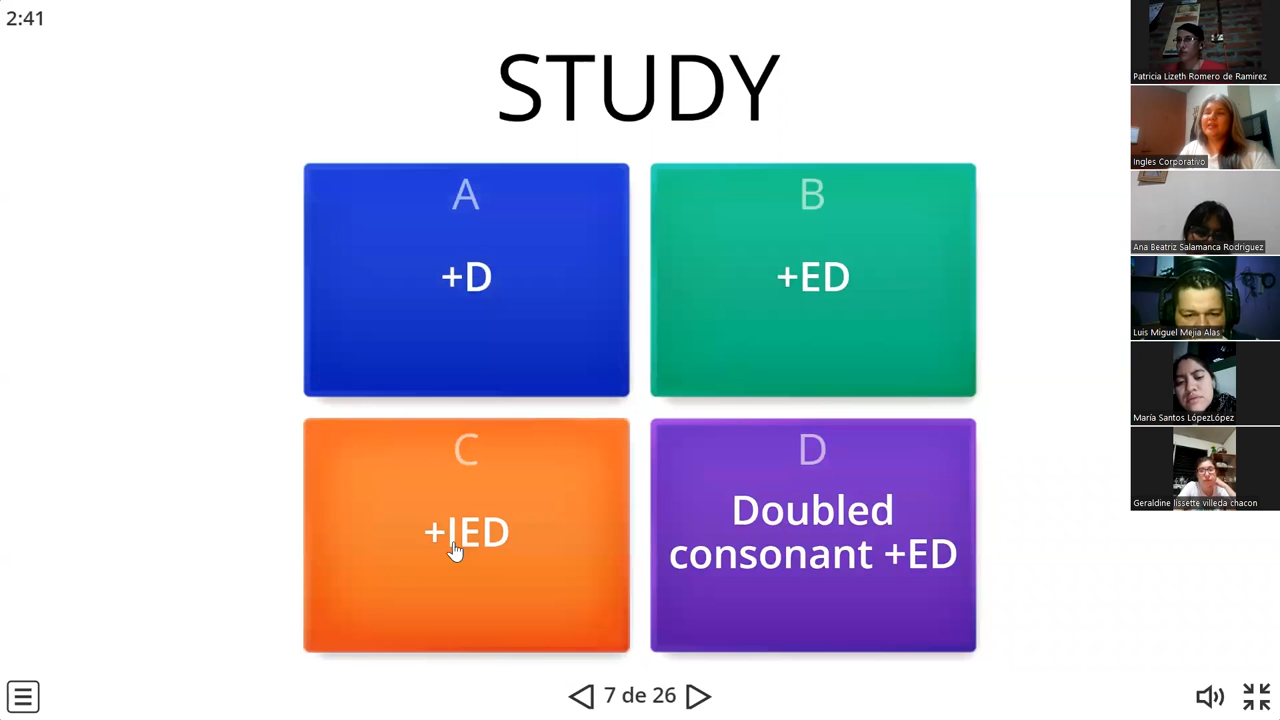 2:41
STUDY
A
+D
B
+ED
C
+IED
D
Doubled
consonant +ED
7 de 26
Patricia Lizeth Romero de Ramirez
Ingles Corporativo
Ana Beatriz Salamanca Rodriguez
Luis Miguel Mejia Alas
María Santos LópezLópez
Geraldine lissette villeda chacon